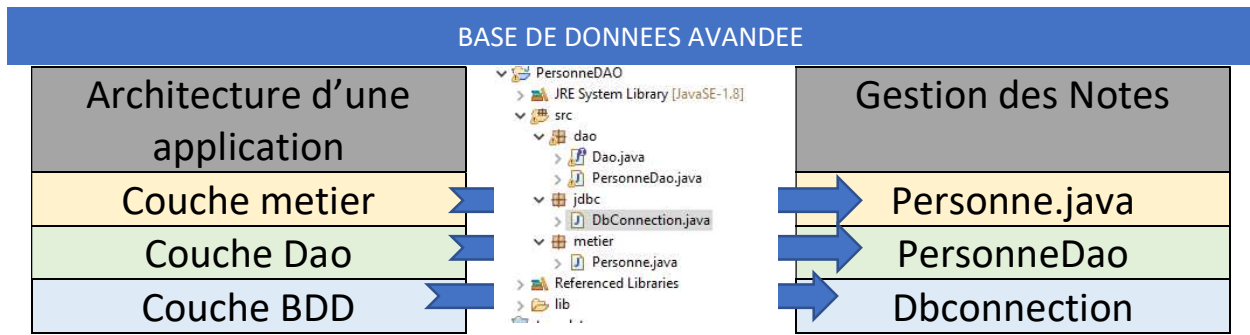 BASE DE DONNEES AVANDEE
Architecture d’une
application
Couche metier
Couche Dao
Couche BDD
PersonneDAO
JRE System Library [JavaSE-1.8]
src
dao
Dao.java
PersonneDao.java
jdbc
DbConnection.java
metier
Personne.java
Referenced Libraries
lib
Gestion des Notes
Personne.java
PersonneDao
Dbconnection